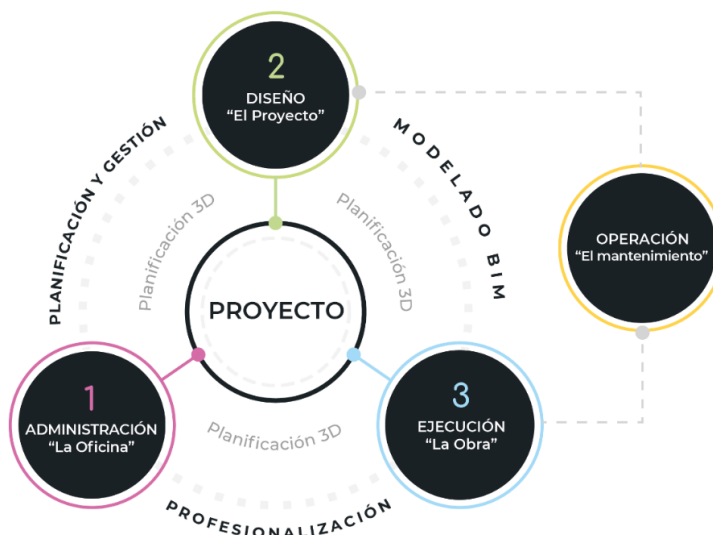 2
DISEÑO
“El Proyecto”
PLANIFICACIÓN Y GESTIÓN
MODELADO BIM
Planificación 3D
Planificación 3D
OPERACIÓN
“El mantenimiento”
PROYECTO
1
ADMINISTRACIÓN
“La Oficina”
3
EJECUCIÓN
“La Obra”
Planificación 3D
PROFESIONALIZACIÓN